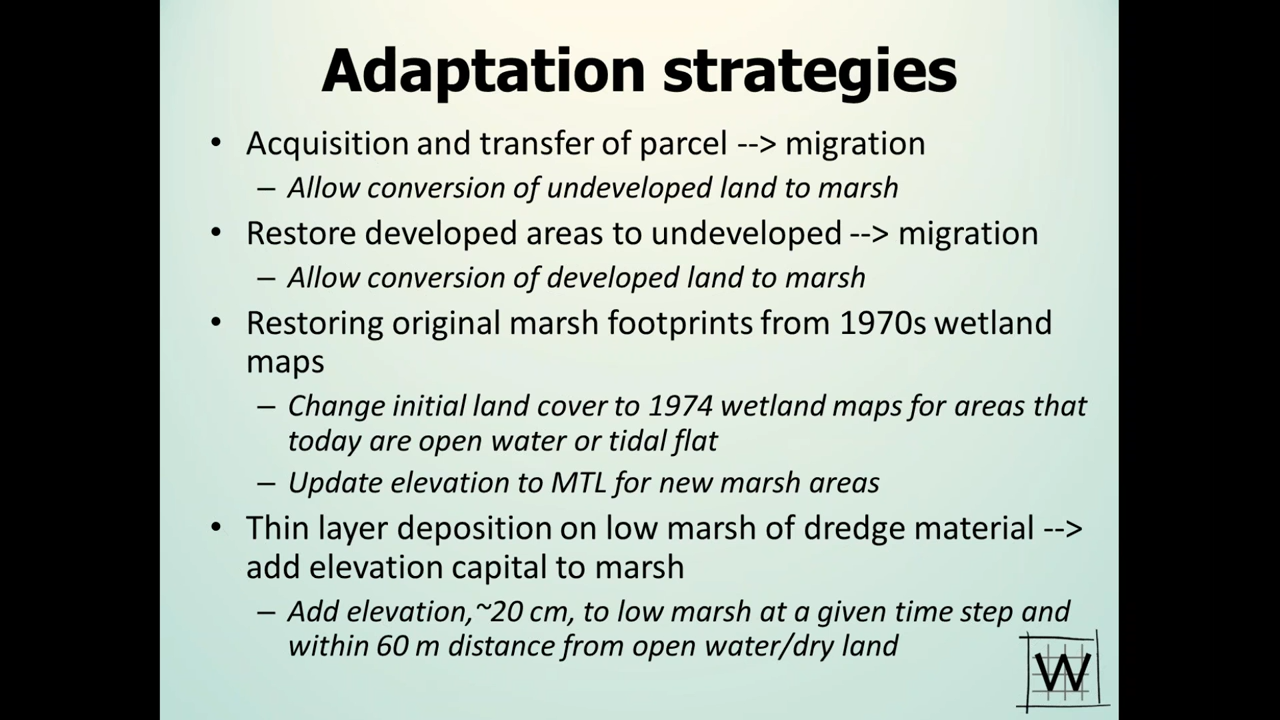 Adaptation strategies
• Acquisition and transfer of parcel --> migration
– Allow conversion of undeveloped land to marsh
• Restore developed areas to undeveloped --> migration
– Allow conversion of developed land to marsh
• Restoring original marsh footprints from 1970s wetland
maps
– Change initial land cover to 1974 wetland maps for areas that
today are open water or tidal flat
– Update elevation to MTL for new marsh areas
• Thin layer deposition on low marsh of dredge material -->
add elevation capital to marsh
– Add elevation,~20 cm, to low marsh at a given time step and
within 60 m distance from open water/dry land
W